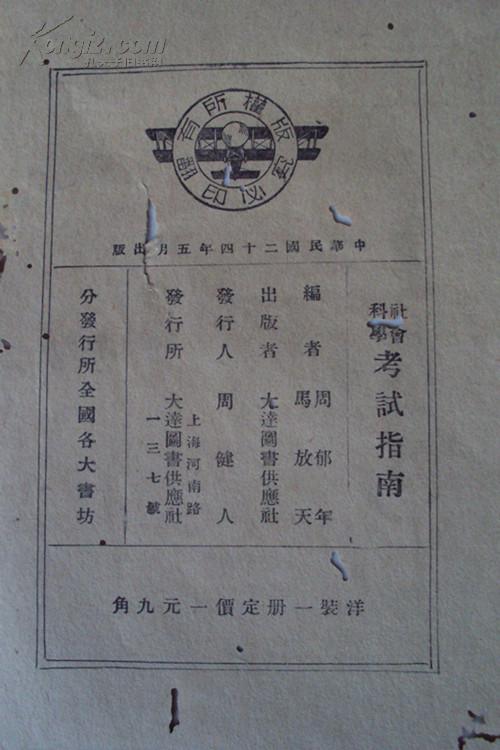 Kongfz.com
孔夫子旧书网
版權所有
翻印必究
中華民國二十四年五月出版
社會科學考試指南
編者 周郁年 馬放天
出版者 大達圖書供應社
發行人 周健人
發行所 大達圖書供應社
上海河南路
一三七號
分發行所全國各大書坊
洋裝一册定價一元九角